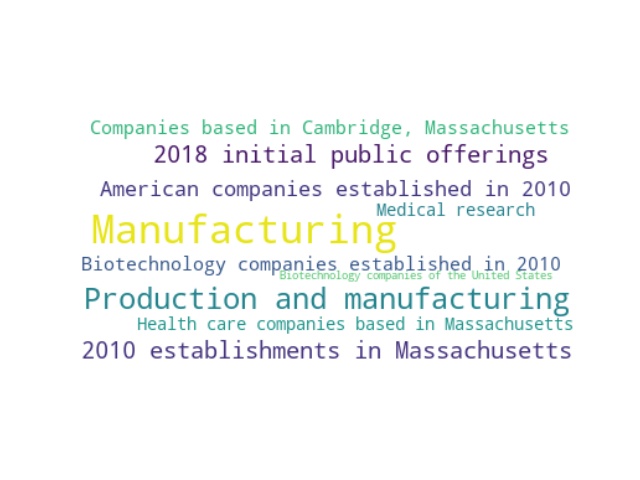 Companies based in Cambridge, Massachusetts
2018 initial public offerings
American companies established in 2010
Medical research
Manufacturing
Biotechnology companies established in 2010
Biotechnology companies of the United States
Production and manufacturing
Health care companies based in Massachusetts
2010 establishments in Massachusetts